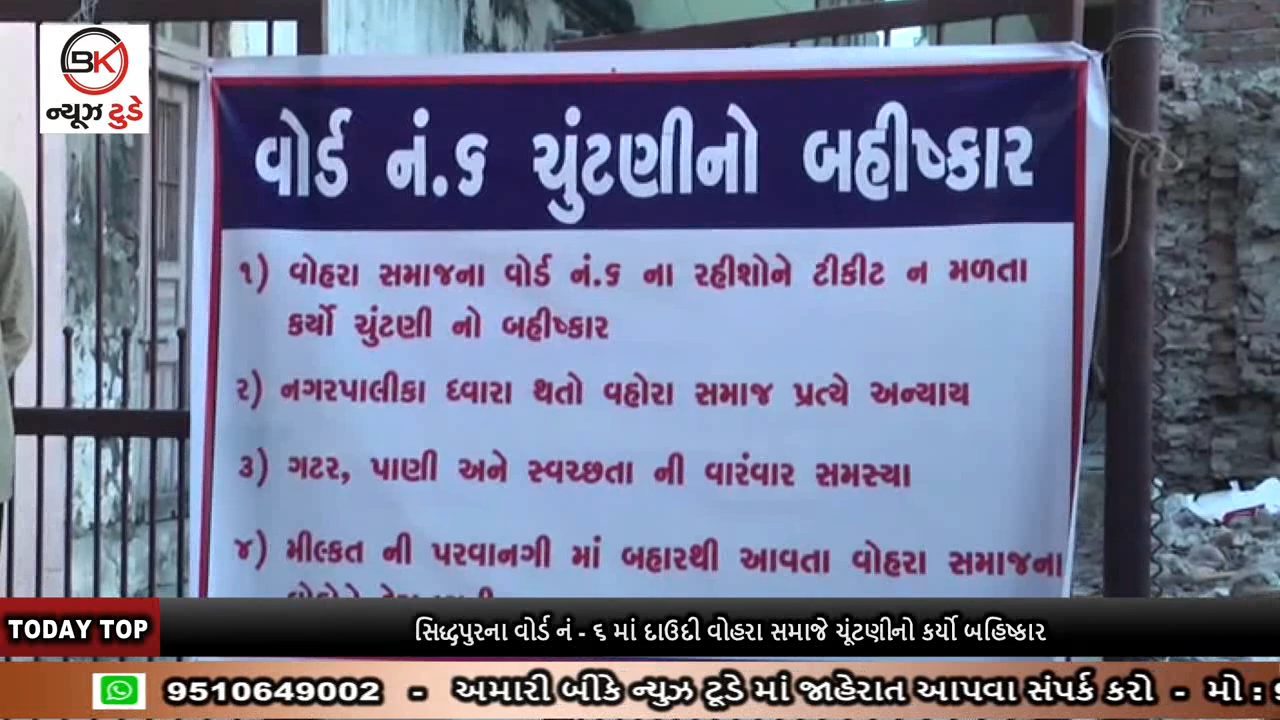 BK
ન્યૂઝ ટુડે
વોર્ડ નં.૬ ચુંટણીનો બહીષ્કાર
૧) વોહરા સમાજના વોર્ડ નં.૬ ના રહીશોને ટીકીટ ન મળતા
કર્યો ચુંટણી નો બહીષ્કાર
૨) નગરપાલીકા ધ્વારા થતો વહોરા સમાજ પ્રત્યે અન્યાય
૩) ગટર, પાણી અને સ્વચ્છતા ની વારંવાર સમસ્યા
૪) મીલ્કત ની પરવાનગી માં બહારથી આવતા વોહરા સમાજના
TODAY TOP
સિદ્ધપુરના વોર્ડ નં - ૬ માં દાઉદી વોહરા સમાજે ચૂંટણીનો કર્યો બહિષ્કાર
9510649002 - અમારી બીકે ન્યુઝ ટૂડે માં જાહેરાત આપવા સંપર્ક કરો - મો :